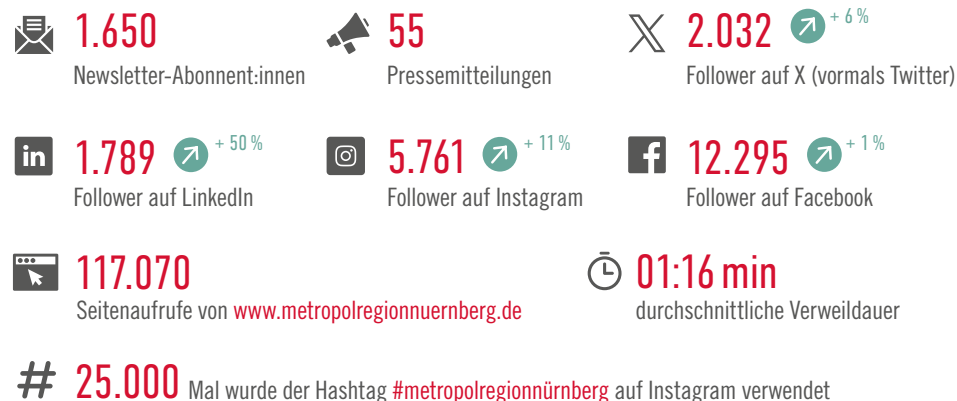 1.650
Newsletter-Abonnent:innen
55
Pressemitteilungen
2.032 + 6 %
Follower auf X (vormals Twitter)
in 1.789 + 50 %
Follower auf LinkedIn
5.761 + 11 %
Follower auf Instagram
f 12.295 + 1 %
Follower auf Facebook
117.070
Seitenaufrufe von www.metropolregionnuernberg.de
01:16 min
durchschnittliche Verweildauer
# 25.000 Mal wurde der Hashtag #metropolregionnürnberg auf Instagram verwendet